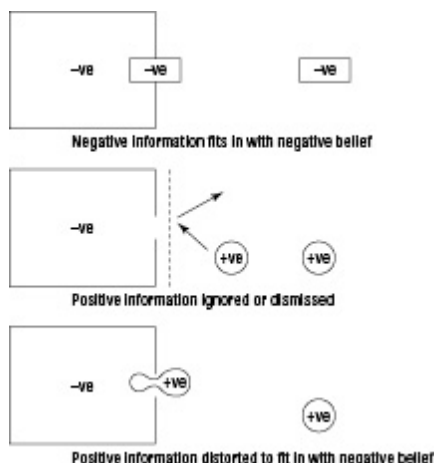 –ve –ve –ve
Negative information fits in with negative belief
–ve +ve +ve
Positive information ignored or dismissed
–ve +ve
+ve
Positive information distorted to fit in with negative belief